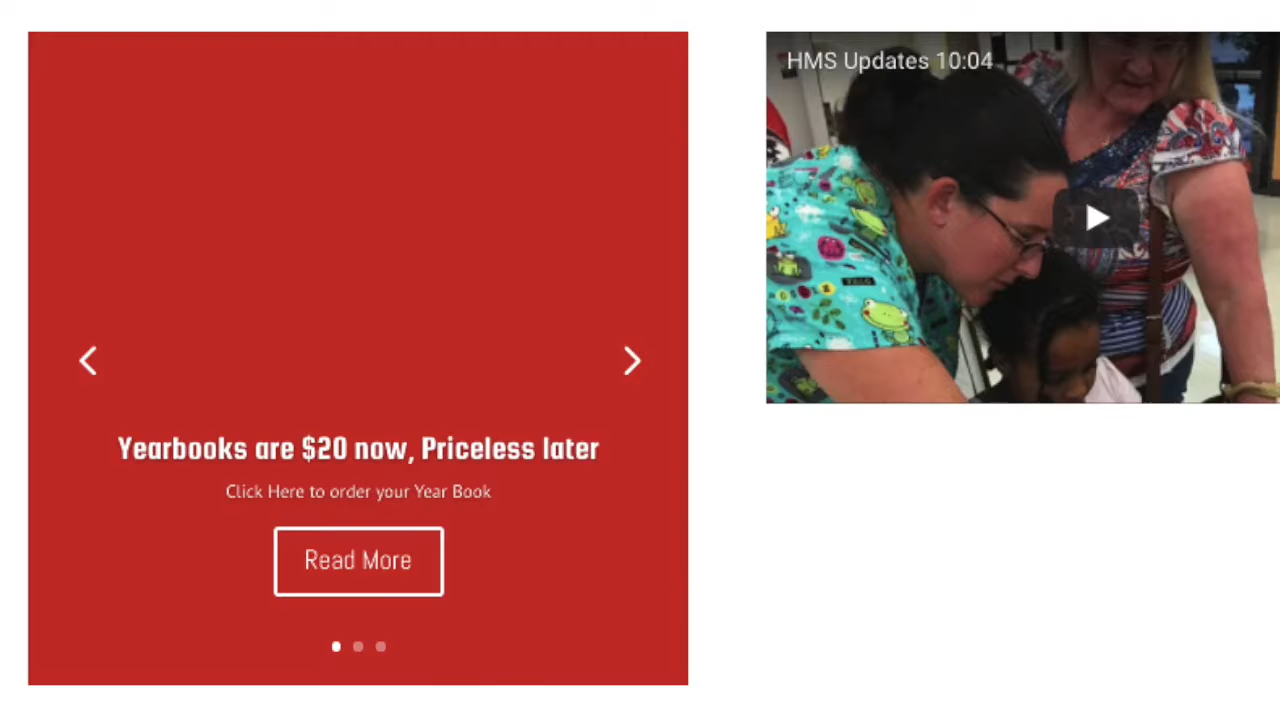 HMS Updates 10:04
Yearbooks are $20 now, Priceless later
Click Here to order your Year Book
Read More